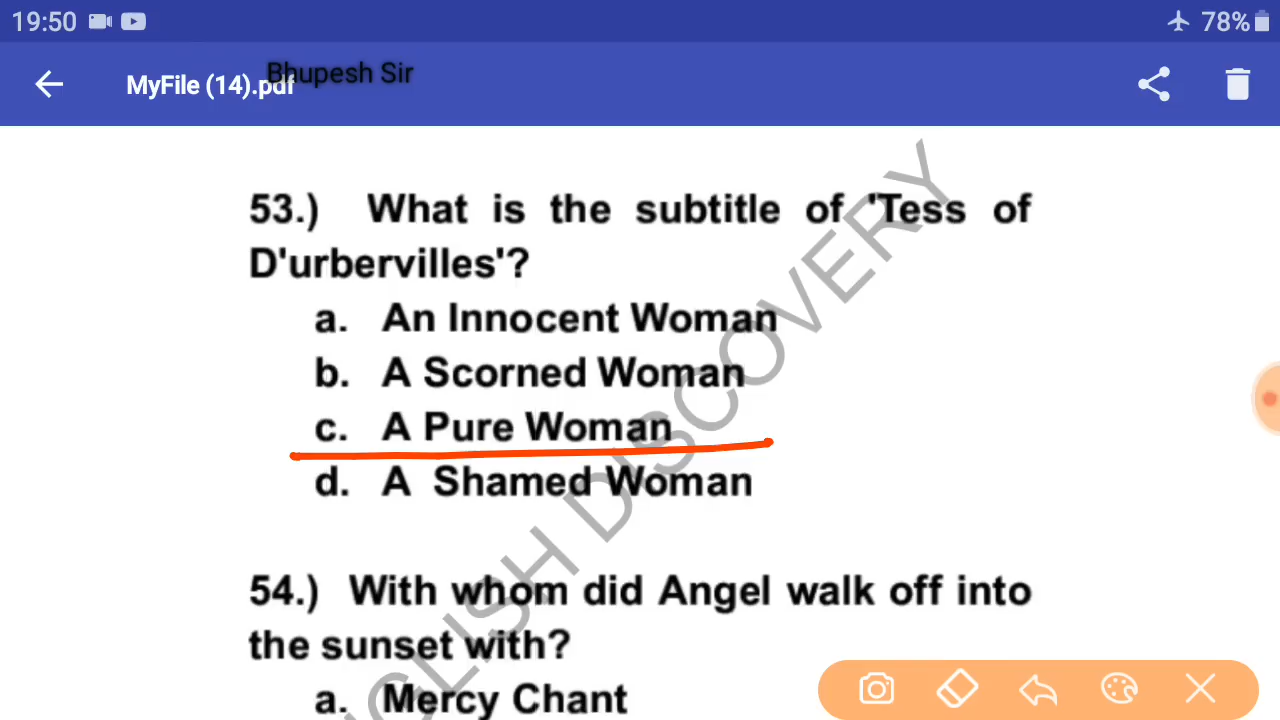 19:50
78%
MyFile (14).pdf
Bhupesh Sir
53.) What is the subtitle of 'Tess of
D'urbervilles'?
a. An Innocent Woman
b. A Scorned Woman
c. A Pure Woman
d. A Shamed Woman
54.) With whom did Angel walk off into
the sunset with?
a. Mercy Chant
GLISH DISCOVERY